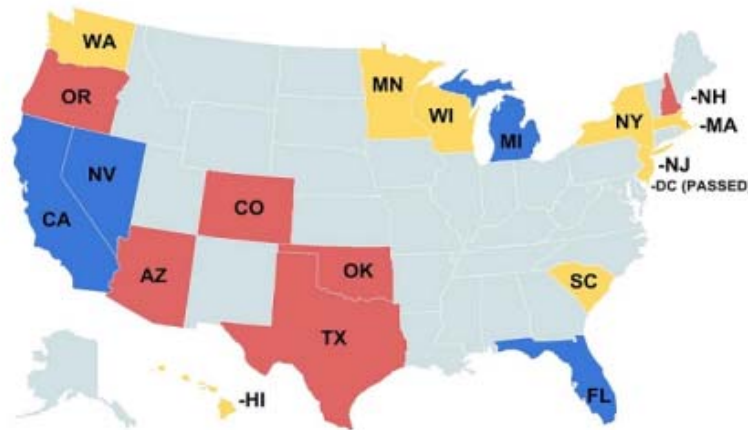 WA
OR
MN
WI
MI
NY
-NH
-MA
-NJ
-DC (PASSED
NV
CA
CO
AZ
OK
TX
SC
FL
-HI